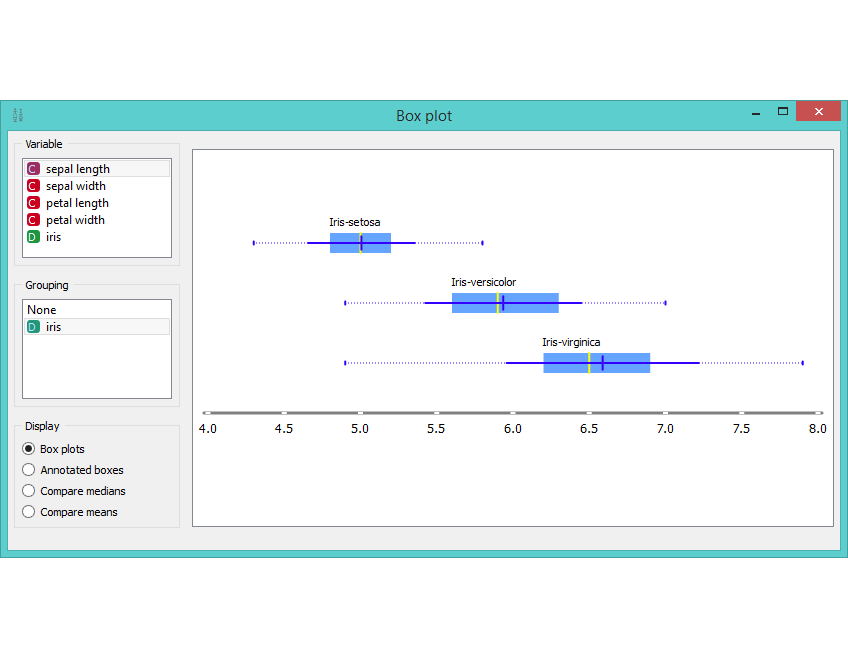 Box plot
Variable
C sepal length
C sepal width
C petal length
C petal width
D iris
Grouping
None
D iris
Display
Box plots
Annotated boxes
Compare medians
Compare means
Iris-setosa
Iris-versicolor
Iris-virginica
4.0 4.5 5.0 5.5 6.0 6.5 7.0 7.5 8.0